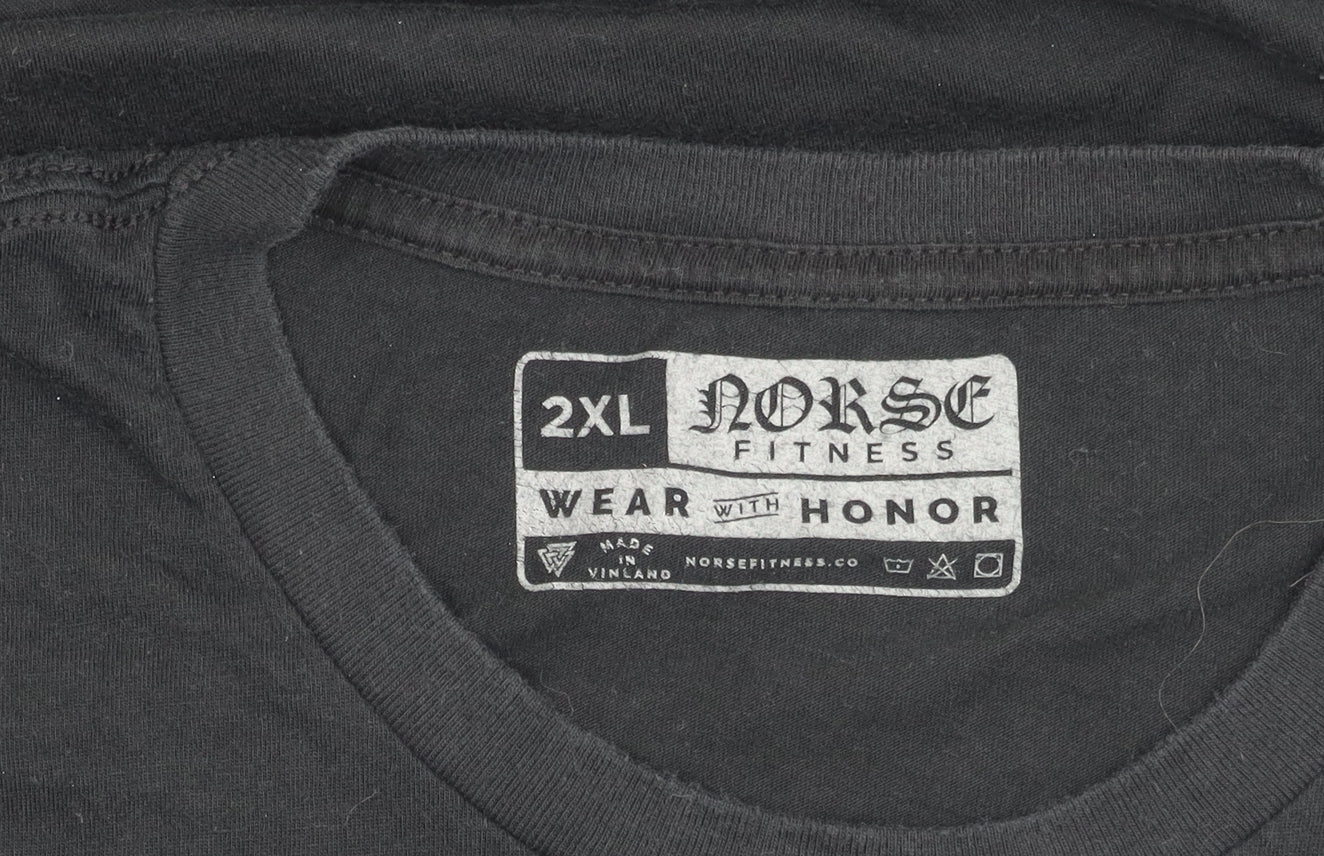 2XL
NORSE
FITNESS
WEAR WITH HONOR
MADE
IN
VINLAND
NORSEFITNESS.CO